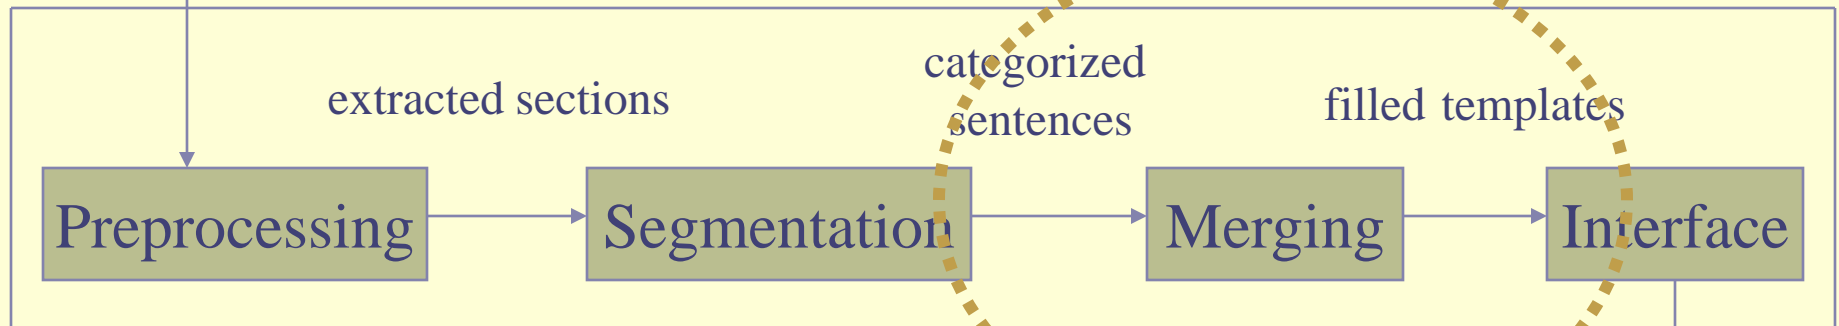 categorized
extracted sections
filled templates
sentences
Preprocessing
Segmentation
Merging
Interface